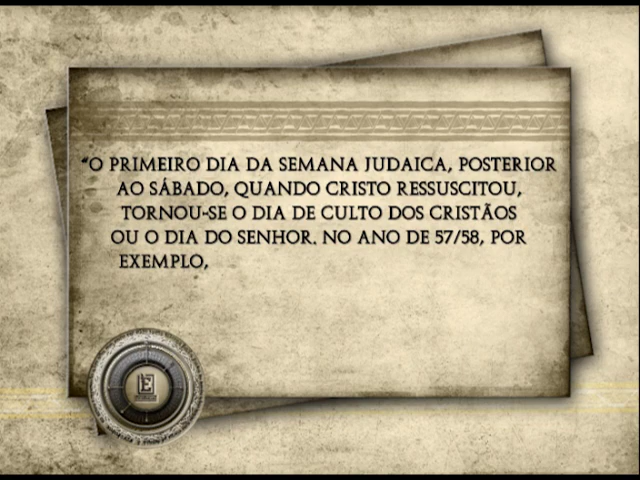 “O PRIMEIRO DIA DA SEMANA JUDAICA, POSTERIOR
AO SÁBADO, QUANDO CRISTO RESSUSCITOU,
TORNOU-SE O DIA DE CULTO DOS CRISTÃOS
OU O DIA DO SENHOR. NO ANO DE 57/58, POR
EXEMPLO,